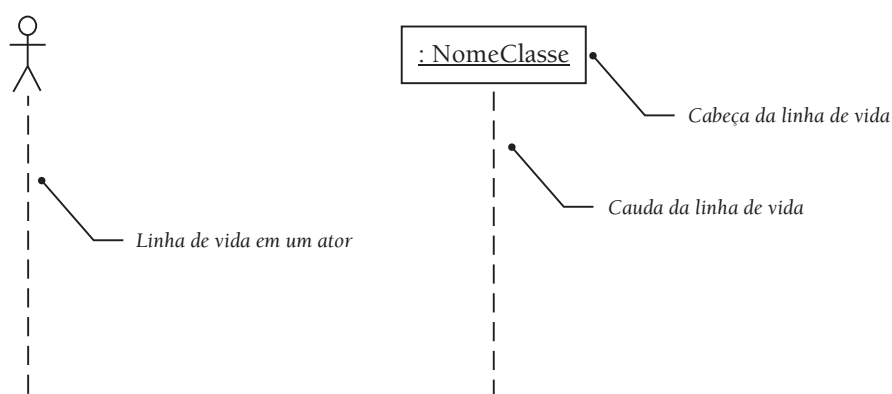 : NomeClasse
Cabeça da linha de vida
Cauda da linha de vida
Linha de vida em um ator